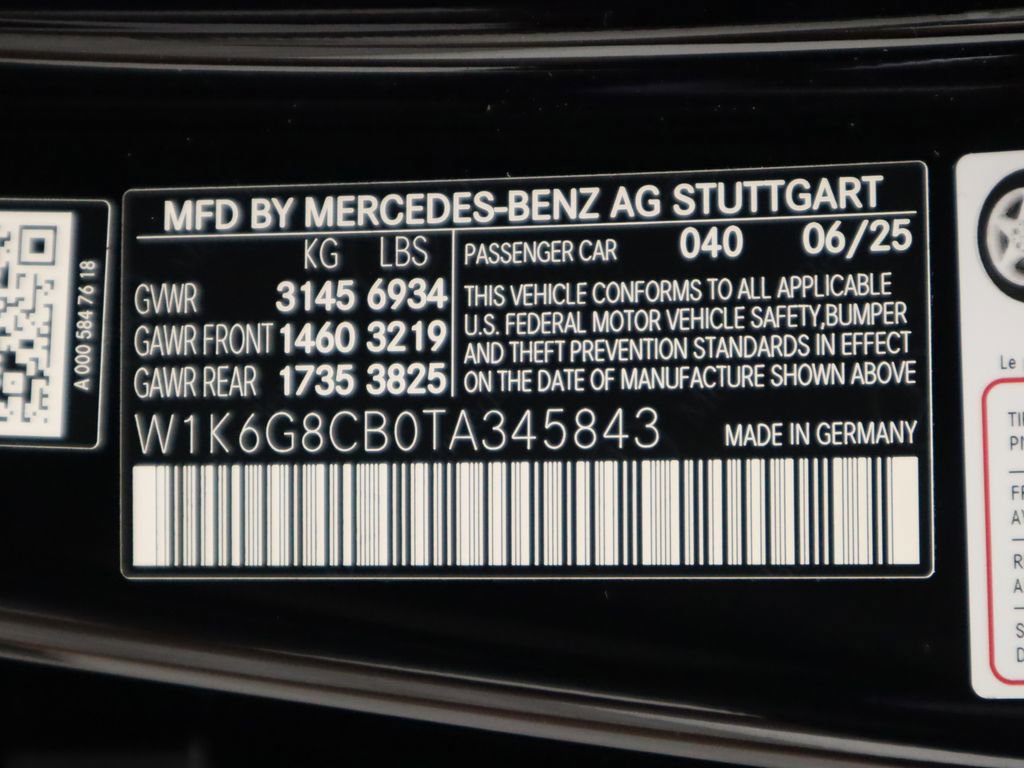 A 000 584 76 18
MFD BY MERCEDES-BENZ AG STUTTGART
KG LBS
GVWR 3145 6934
GAWR FRONT 1460 3219
GAWR REAR 1735 3825
PASSENGER CAR 040 06/25
THIS VEHICLE CONFORMS TO ALL APPLICABLE
U.S. FEDERAL MOTOR VEHICLE SAFETY,BUMPER
AND THEFT PREVENTION STANDARDS IN EFFECT
ON THE DATE OF MANUFACTURE SHOWN ABOVE
W1K6G8CB0TA345843
MADE IN GERMANY
Le